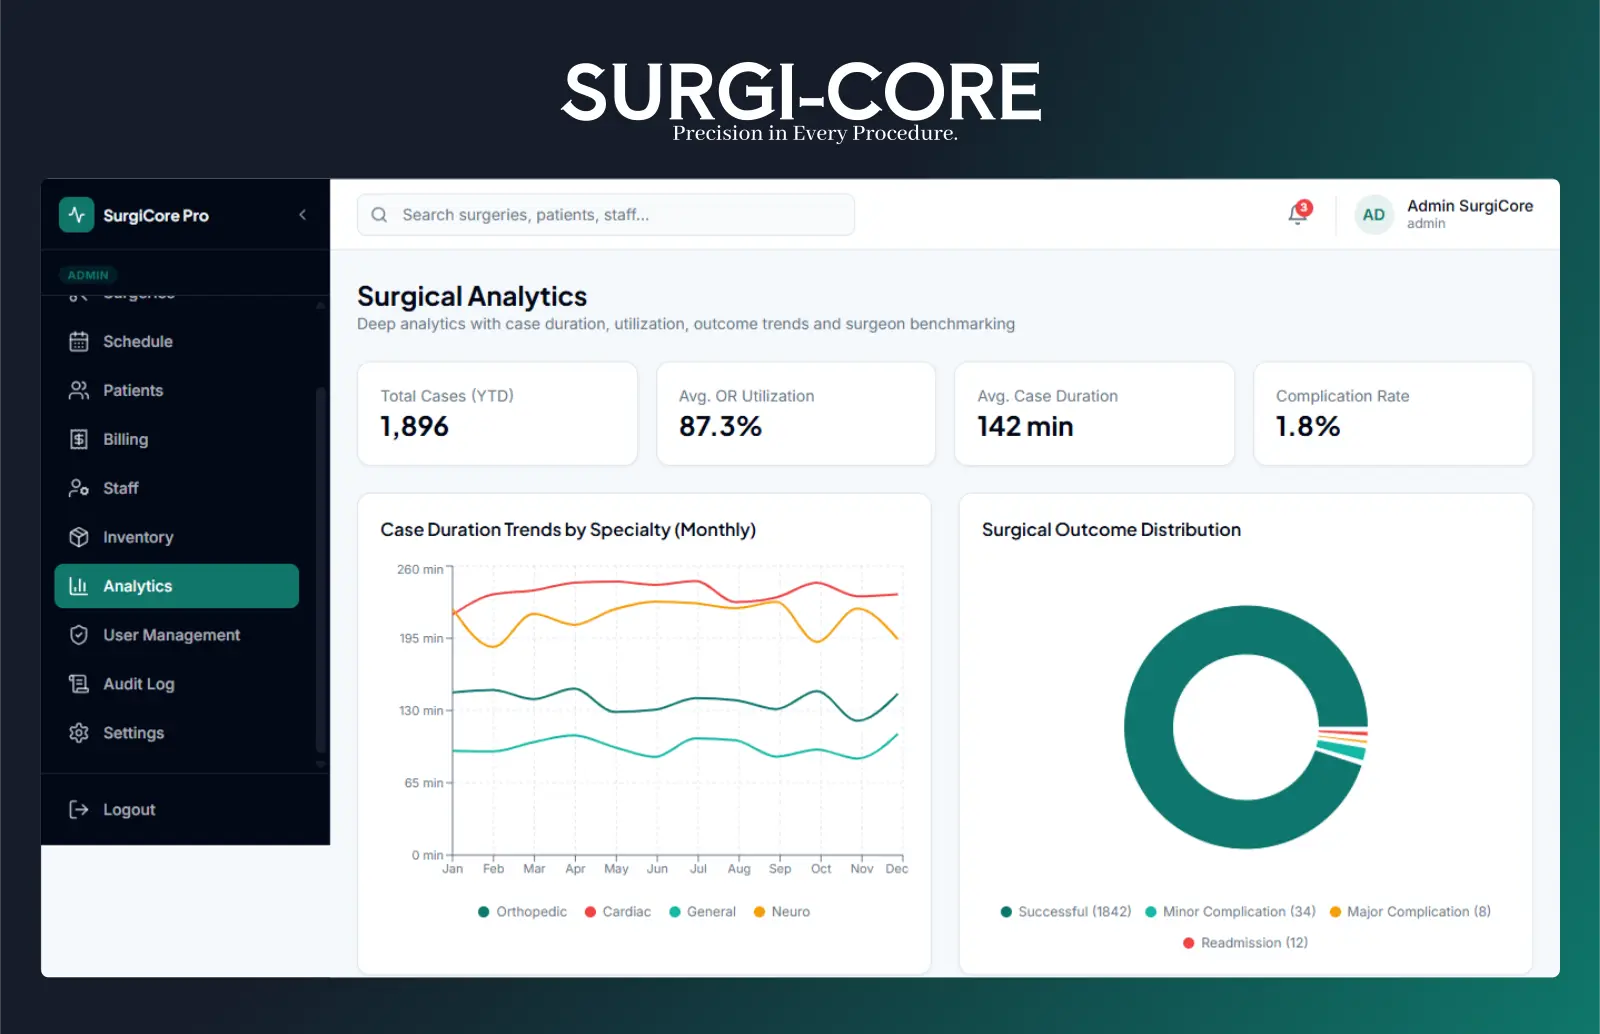 SURGI-CORE
Precision in Every Procedure.
SurgiCore Pro
ADMIN
Surgeries
Schedule
Patients
Billing
Staff
Inventory
Analytics
User Management
Audit Log
Settings
Logout
Search surgeries, patients, staff...
3
AD
Admin SurgiCore
admin
Surgical Analytics
Deep analytics with case duration, utilization, outcome trends and surgeon benchmarking
Total Cases (YTD)
1,896
Avg. OR Utilization
87.3%
Avg. Case Duration
142 min
Complication Rate
1.8%
Case Duration Trends by Specialty (Monthly)
260 min
195 min
130 min
65 min
0 min
Jan Feb Mar Apr May Jun Jul Aug Sep Oct Nov Dec
Orthopedic Cardiac General Neuro
Surgical Outcome Distribution
Successful (1842) Minor Complication (34) Major Complication (8)
Readmission (12)